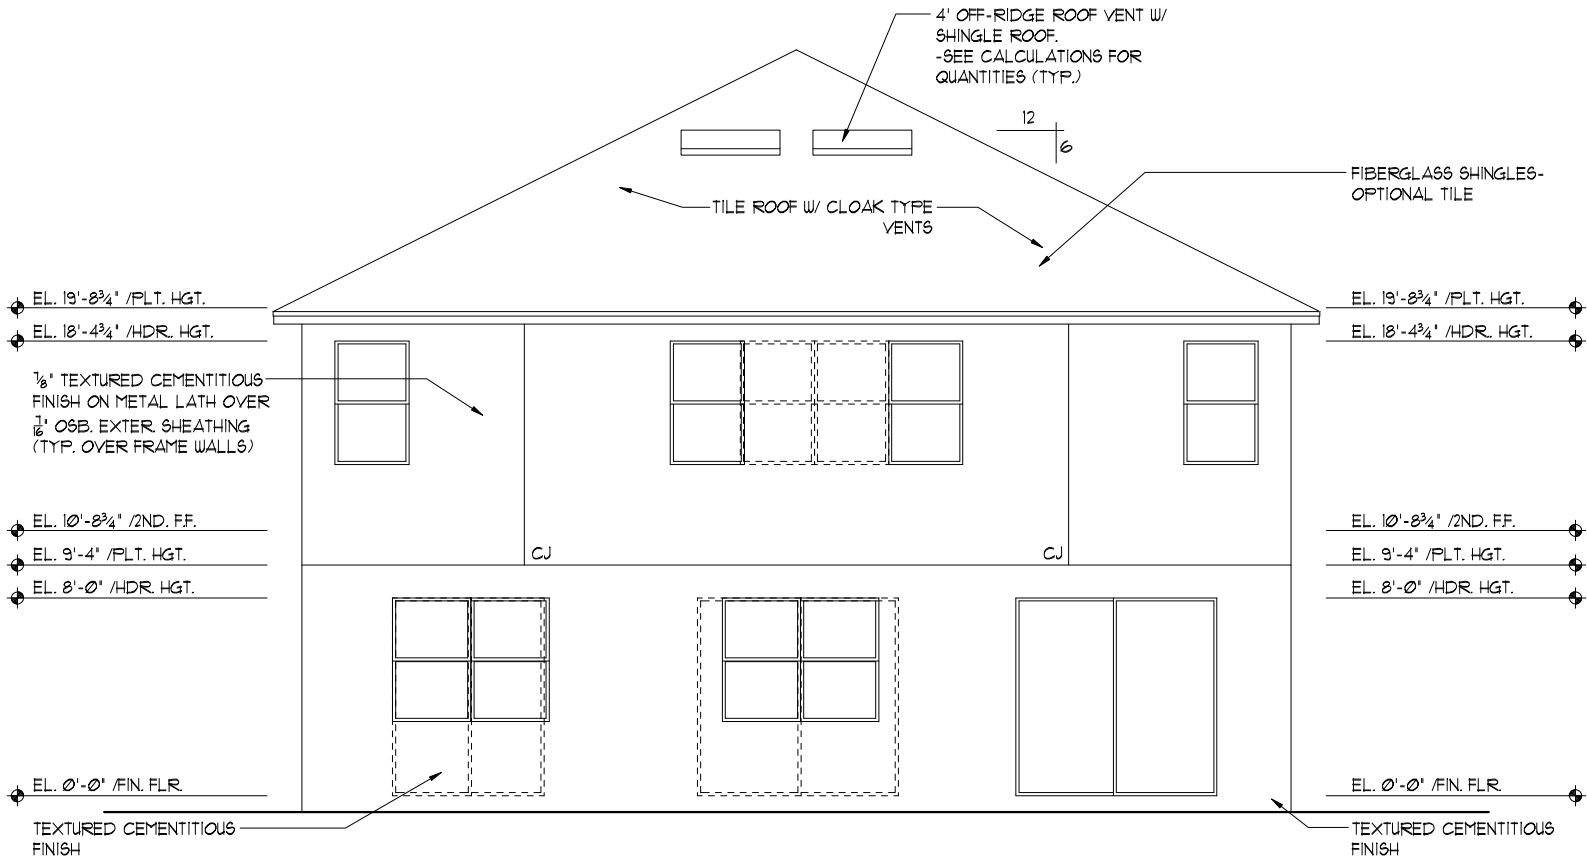 4' OFF-RIDGE ROOF VENT W/
SHINGLE ROOF.
-SEE CALCULATIONS FOR
QUANTITIES (TYP.)
12
6
FIBERGLASS SHINGLES-
OPTIONAL TILE
TILE ROOF W/ CLOAK TYPE
VENTS
EL. 19'-8¾" /PLT. HGT.
EL. 18'-4¾" /HDR. HGT.
⅞" TEXTURED CEMENTITIOUS
FINISH ON METAL LATH OVER
7/16" OSB. EXTER. SHEATHING
(TYP. OVER FRAME WALLS)
EL. 10'-8¾" /2ND. F.F.
EL. 9'-4" /PLT. HGT.
EL. 8'-0" /HDR. HGT.
EL. 0'-0" /FIN. FLR.
TEXTURED CEMENTITIOUS
FINISH
CJ
CJ
EL. 19'-8¾" /PLT. HGT.
EL. 18'-4¾" /HDR. HGT.
EL. 10'-8¾" /2ND. F.F.
EL. 9'-4" /PLT. HGT.
EL. 8'-0" /HDR. HGT.
EL. 0'-0" /FIN. FLR.
TEXTURED CEMENTITIOUS
FINISH